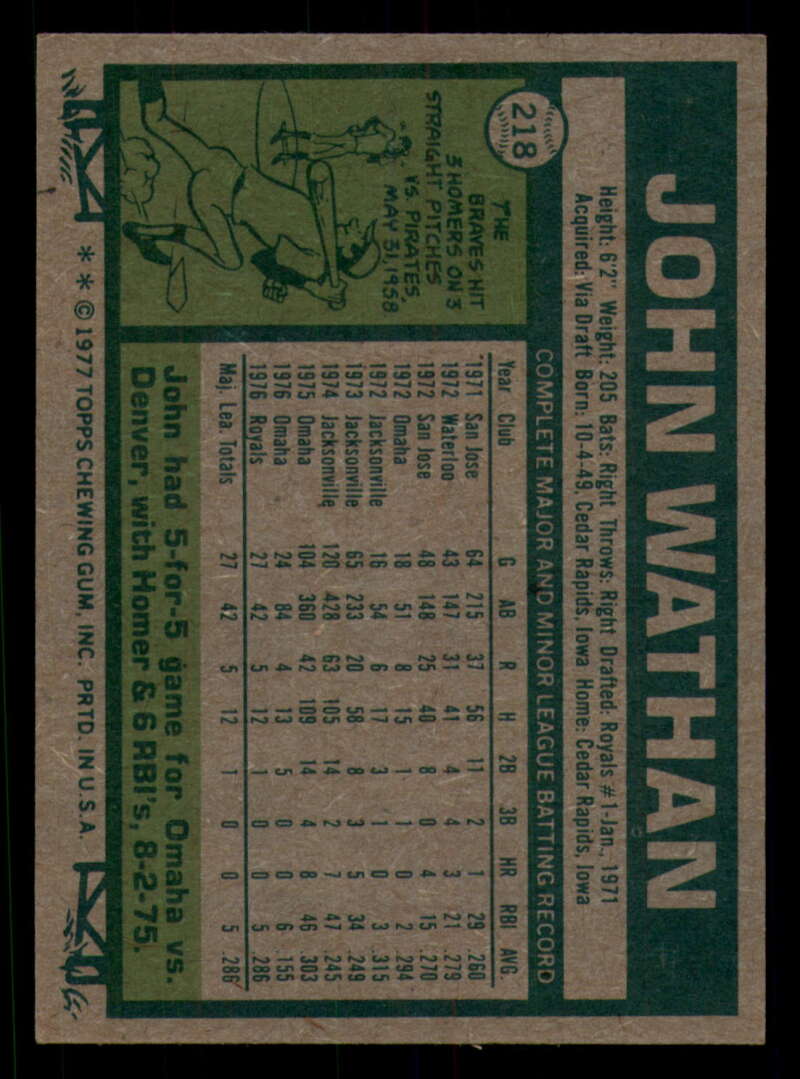 218
JOHN WATHAN
Height: 6'2" Weight: 205 Bats: Right Throws: Right Drafted: Royals #1-Jan., 1971
Acquired: Via Draft Born: 10-4-49, Cedar Rapids, Iowa Home: Cedar Rapids, Iowa
COMPLETE MAJOR AND MINOR LEAGUE BATTING RECORD
Year Club G AB R H 2B 3B HR RBI AVG.
1971 San Jose 64 215 37 56 11 2 1 29 .260
1972 Waterloo 43 147 31 41 4 4 3 21 .279
1972 San Jose 48 148 25 40 8 0 4 15 .270
1972 Omaha 18 51 8 15 1 1 0 2 .294
1972 Jacksonville 16 54 6 17 3 1 0 3 .315
1973 Jacksonville 65 233 20 58 8 3 5 34 .249
1974 Jacksonville 120 428 63 105 14 2 7 47 .245
1975 Omaha 104 360 42 109 14 4 8 46 .303
1976 Omaha 24 84 4 13 5 0 0 6 .155
1976 Royals 27 42 5 12 1 0 0 5 .286
Maj. Lea. Totals 27 42 5 12 1 0 0 5 .286
THE
BRAVES HIT
3 HOMERS ON 3
STRAIGHT PITCHES
VS. PIRATES,
MAY 31, 1958
John had 5-for-5 game for Omaha vs.
Denver, with Homer & 6 RBI's, 8-2-75.
* * © 1977 TOPPS CHEWING GUM, INC. PRTD. IN U.S.A.